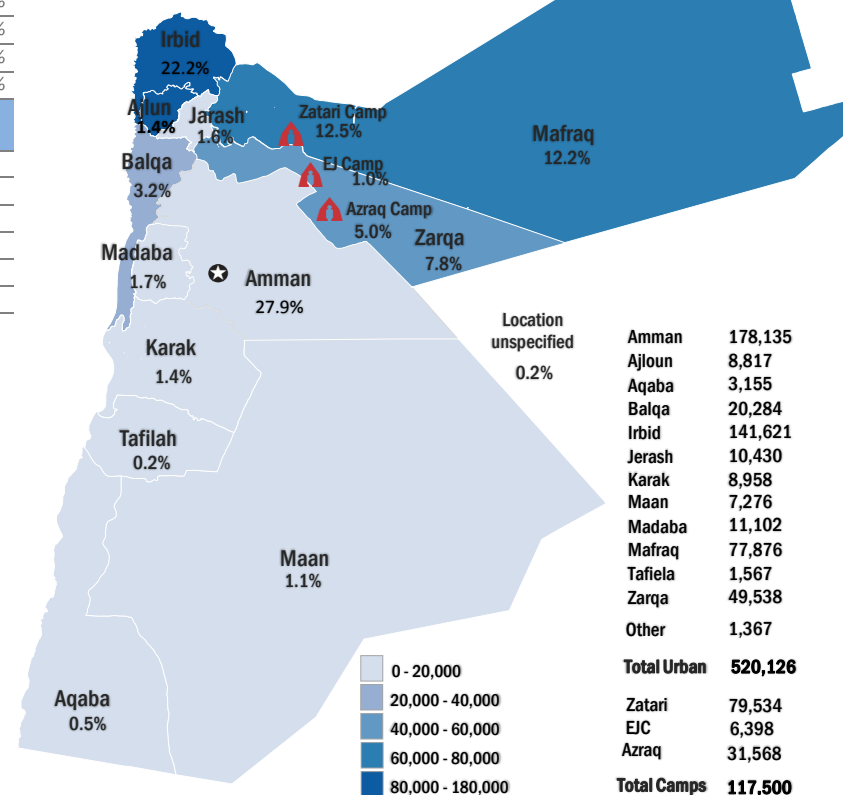 %
%
%
%
Irbid
22.2%
Ajlun
1.4%
Jarash
1.6%
Zatari Camp
12.5%
Mafraq
12.2%
Balqa
3.2%
EJ Camp
1.0%
Azraq Camp
5.0%
Zarqa
7.8%
Madaba
1.7%
Amman
27.9%
Karak
1.4%
Location
unspecified
0.2%
Tafilah
0.2%
Maan
1.1%
Aqaba
0.5%
Amman 178,135
Ajloun 8,817
Aqaba 3,155
Balqa 20,284
Irbid 141,621
Jerash 10,430
Karak 8,958
Maan 7,276
Madaba 11,102
Mafraq 77,876
Tafiela 1,567
Zarqa 49,538
Other 1,367
Total Urban 520,126
Zatari 79,534
EJC 6,398
Azraq 31,568
Total Camps 117,500
0 - 20,000
20,000 - 40,000
40,000 - 60,000
60,000 - 80,000
80,000 - 180,000